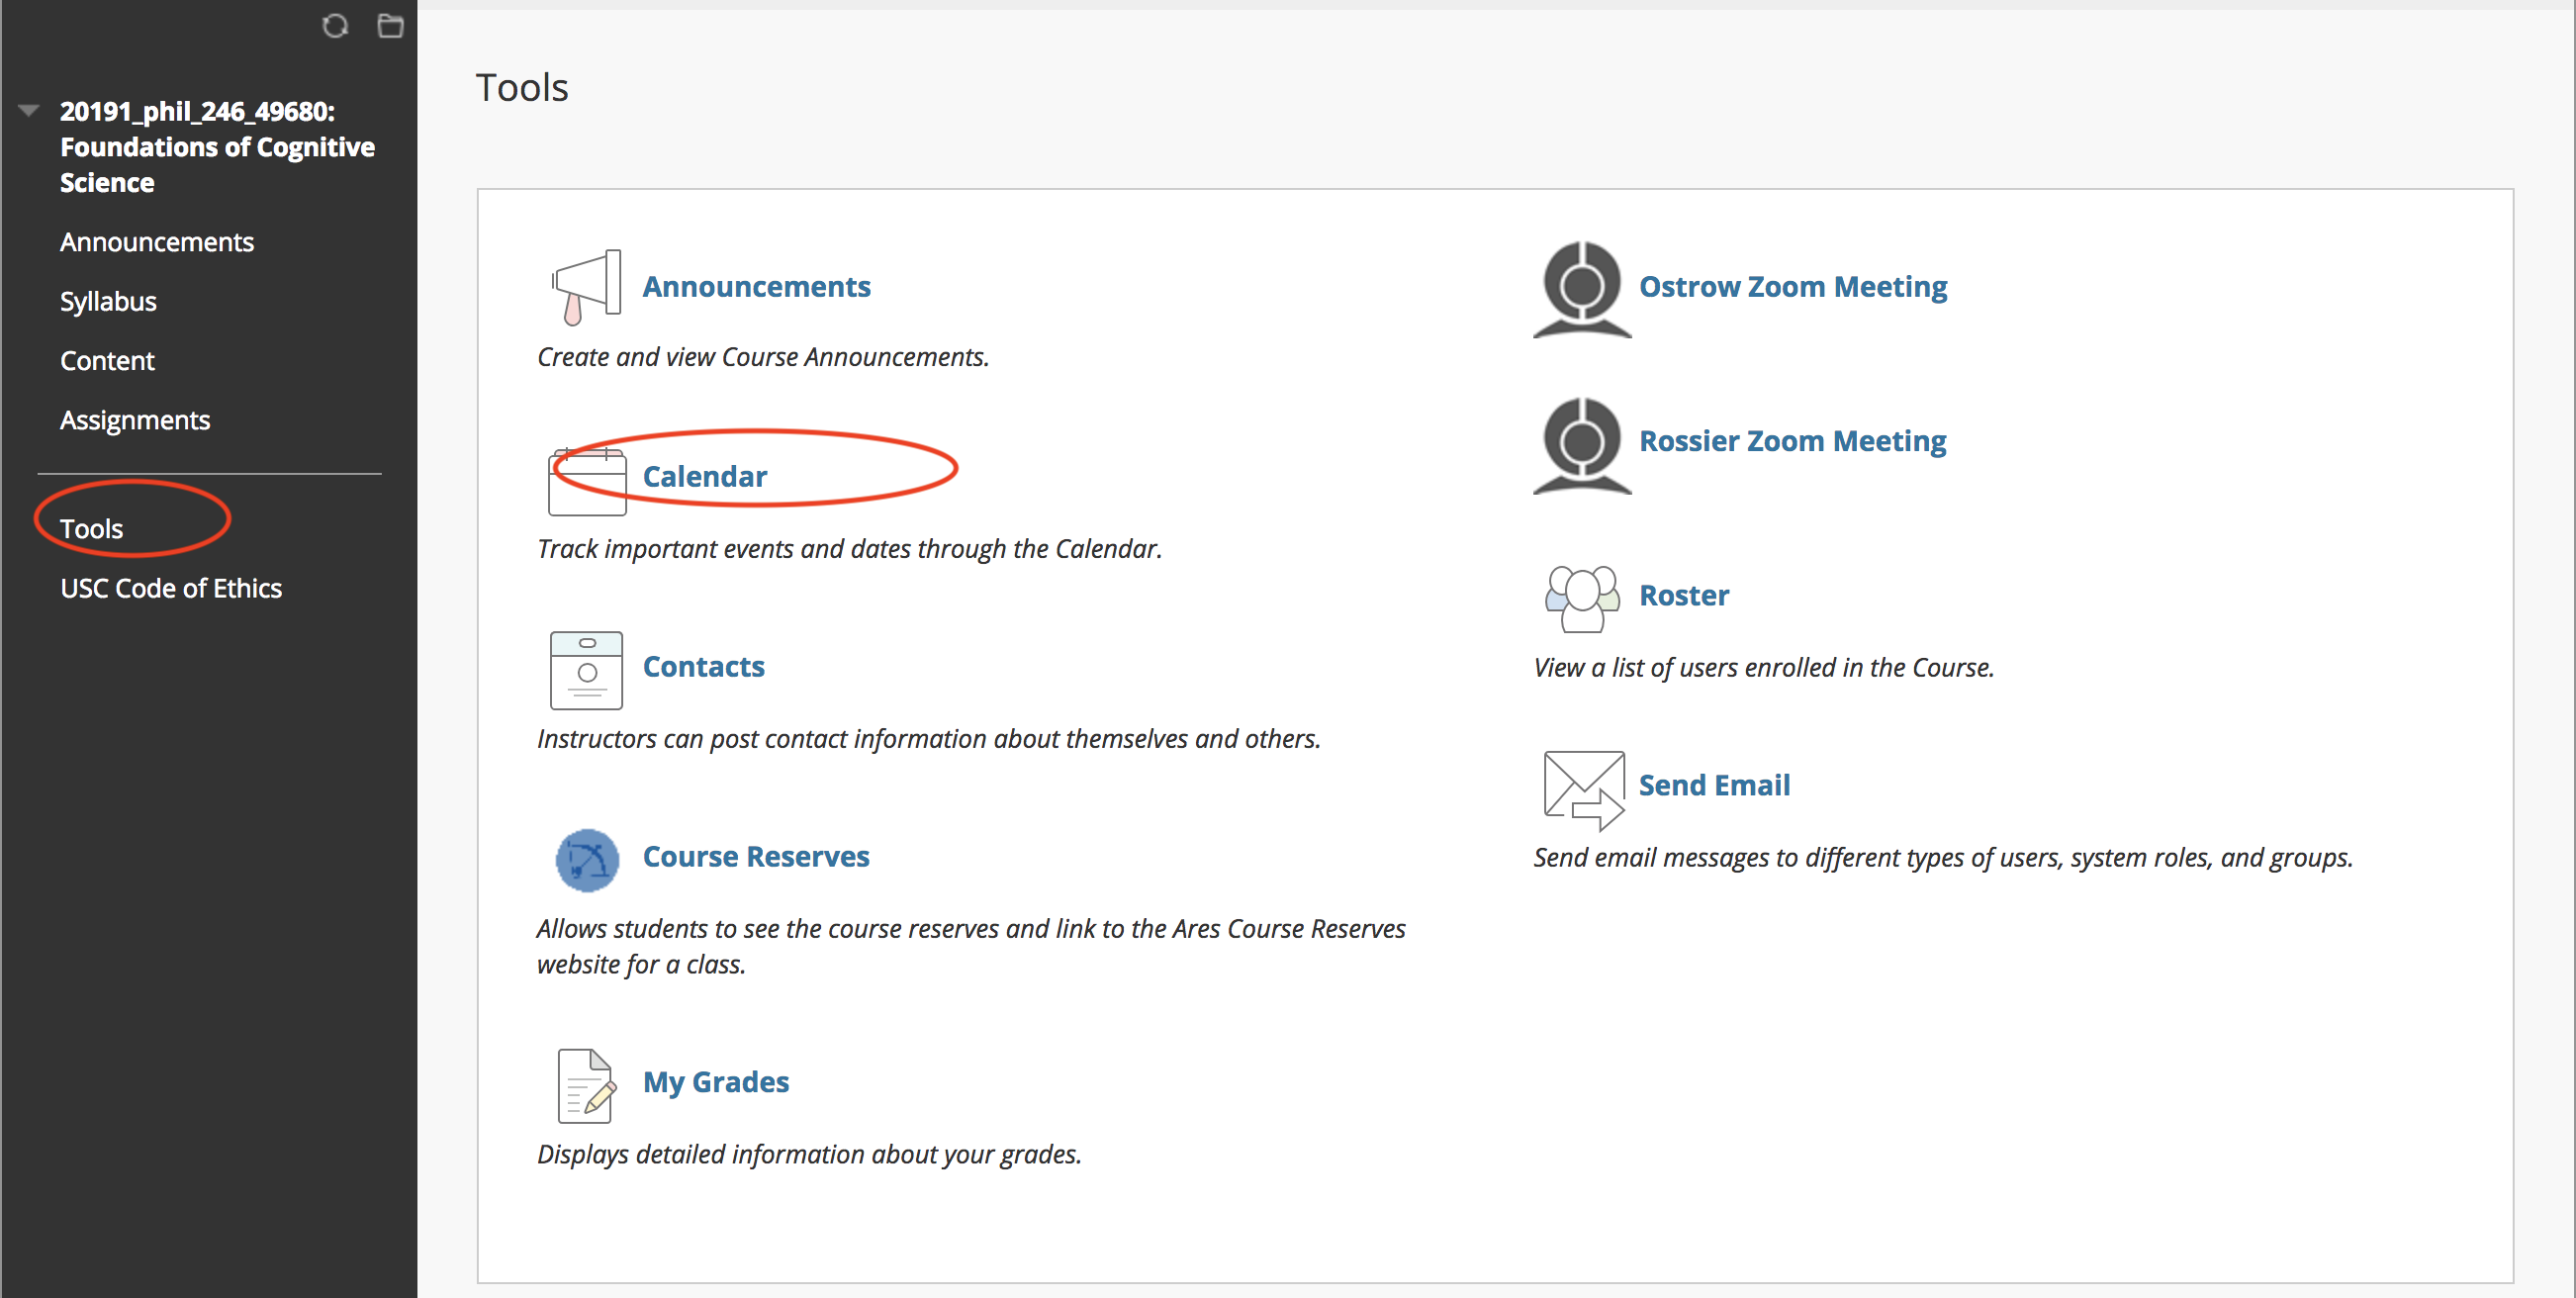 20191_phil_246_49680:
Foundations of Cognitive
Science
Announcements
Syllabus
Content
Assignments
Tools
USC Code of Ethics
Tools
Announcements
Create and view Course Announcements.
Calendar
Track important events and dates through the Calendar.
Contacts
Instructors can post contact information about themselves and others.
Course Reserves
Allows students to see the course reserves and link to the Ares Course Reserves
website for a class.
My Grades
Displays detailed information about your grades.
Ostrow Zoom Meeting
Rossier Zoom Meeting
Roster
View a list of users enrolled in the Course.
Send Email
Send email messages to different types of users, system roles, and groups.